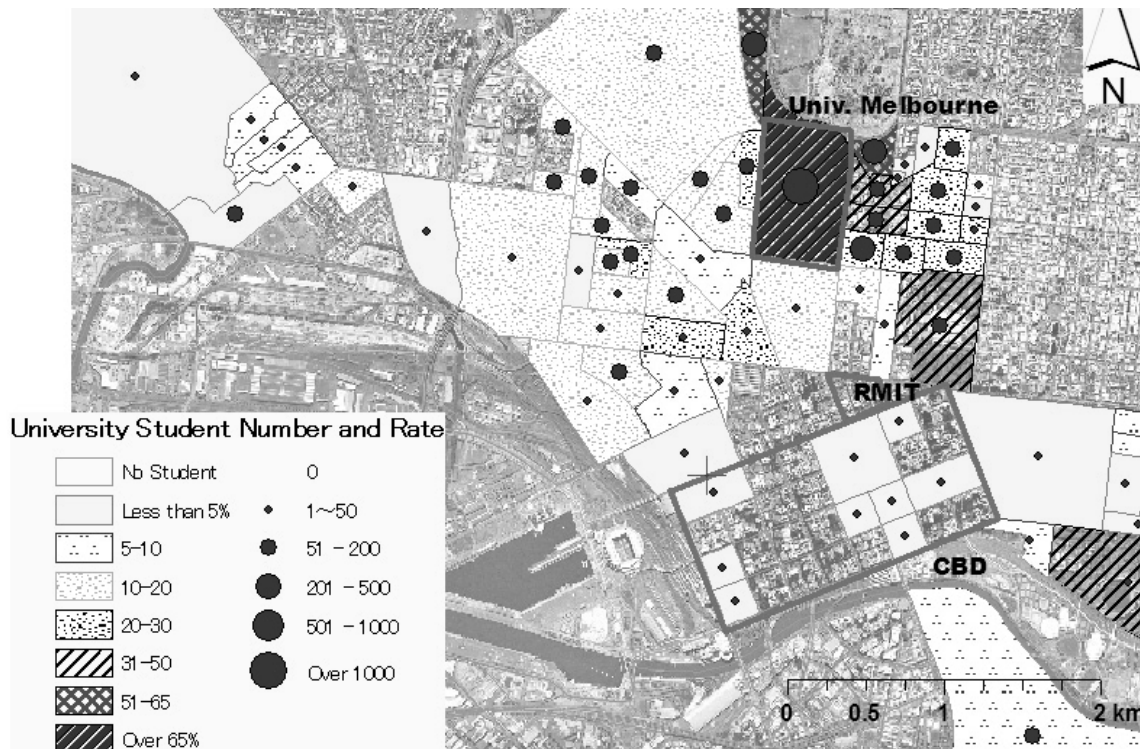 N
Univ. Melbourne
RMIT
CBD
University Student Number and Rate
No Student 0
Less than 5% 1～50
5-10 51 - 200
10-20 201 - 500
20-30 501 - 1000
31-50 Over 1000
51-65
Over 65%
0 0.5 1 2 km